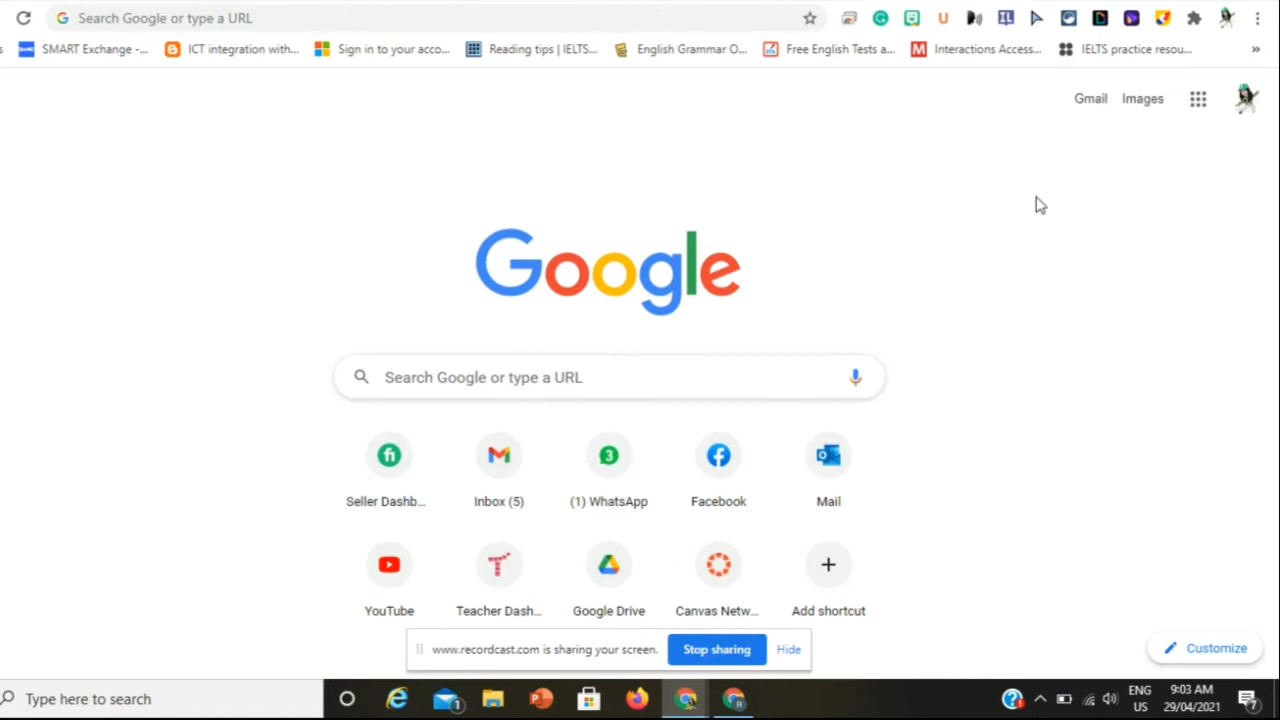 Search Google or type a URL
SMART Exchange -...
ICT integration with...
Sign in to your acco...
Reading tips | IELTS...
English Grammar O...
Free English Tests a...
Interactions Access...
IELTS practice resou...
»
Gmail
Images
Google
Search Google or type a URL
Seller Dashb...
Inbox (5)
(1) WhatsApp
Facebook
Mail
YouTube
Teacher Dash...
Google Drive
Canvas Netw...
Add shortcut
www.recordcast.com is sharing your screen.
Stop sharing
Hide
Customize
Type here to search
ENG
US
9:03 AM
29/04/2021